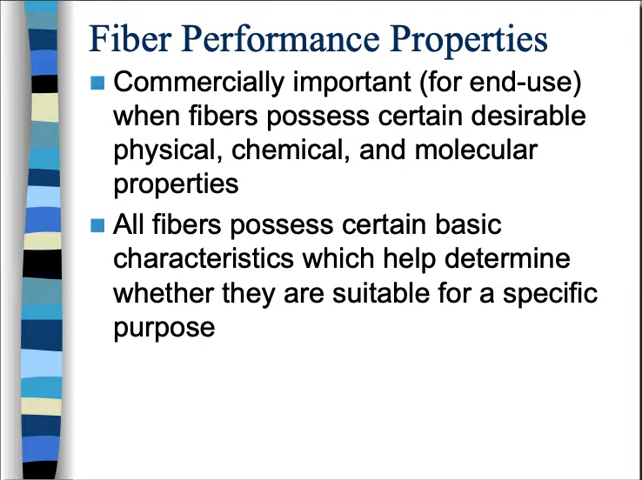 Fiber Performance Properties
Commercially important (for end-use)
when fibers possess certain desirable
physical, chemical, and molecular
properties
All fibers possess certain basic
characteristics which help determine
whether they are suitable for a specific
purpose